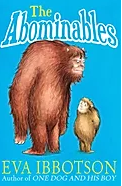 The
Abominables
EVA IBBOTSON
Author of ONE DOG AND HIS BOY